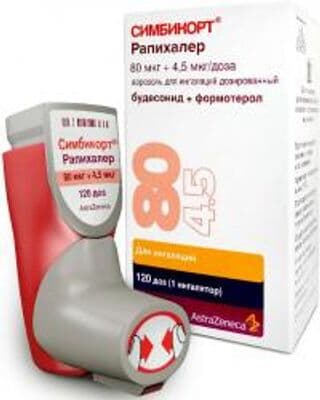 СИМБИКОРТ®
Рапихалер
80 мкг + 4,5 мкг/доза
аэрозоль для ингаляций дозированный
будесонид + формотерол
80
4.5
Для ингаляций
120 доз (1 ингалятор)
AstraZeneca
Симбикорт®
Рапихалер
80 мкг + 4,5 мкг
120 доз
AstraZeneca